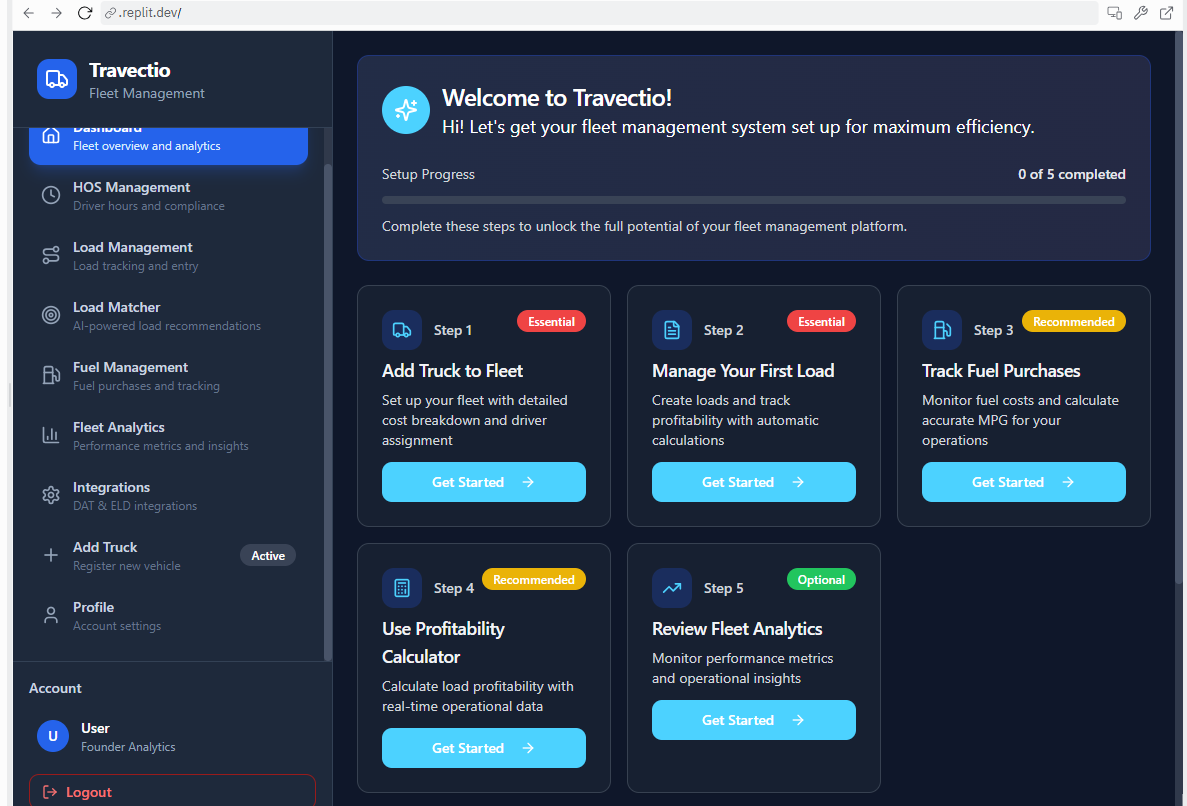 .replit.dev/
Travectio
Fleet Management
Dashboard
Fleet overview and analytics
HOS Management
Driver hours and compliance
Load Management
Load tracking and entry
Load Matcher
AI-powered load recommendations
Fuel Management
Fuel purchases and tracking
Fleet Analytics
Performance metrics and insights
Integrations
DAT & ELD integrations
Add Truck
Register new vehicle
Active
Profile
Account settings
Account
U
User
Founder Analytics
Logout
Welcome to Travectio!
Hi! Let's get your fleet management system set up for maximum efficiency.
Setup Progress
0 of 5 completed
Complete these steps to unlock the full potential of your fleet management platform.
Step 1
Essential
Add Truck to Fleet
Set up your fleet with detailed
cost breakdown and driver
assignment
Get Started
Step 2
Essential
Manage Your First Load
Create loads and track
profitability with automatic
calculations
Get Started
Step 3
Recommended
Track Fuel Purchases
Monitor fuel costs and calculate
accurate MPG for your
operations
Get Started
Step 4
Recommended
Use Profitability
Calculator
Calculate load profitability with
real-time operational data
Get Started
Step 5
Optional
Review Fleet Analytics
Monitor performance metrics
and operational insights
Get Started